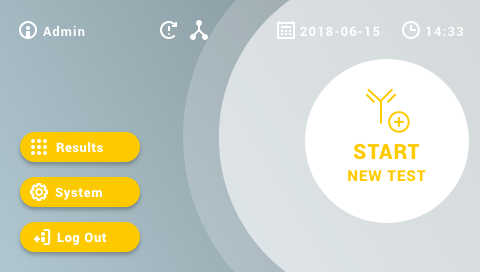 Admin
2018-06-15
14:33
START
NEW TEST
Results
System
Log Out